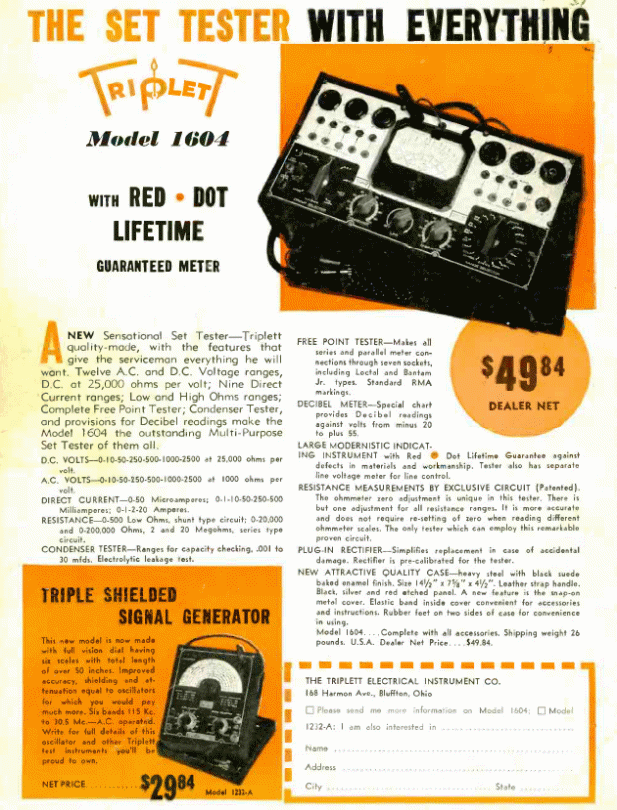 THE SET TESTER WITH EVERYTHING
TRIPLETT
Model 1604
WITH RED • DOT
LIFETIME
GUARANTEED METER
A NEW Sensational Set Tester—Triplett
quality-made, with the features that
give the serviceman everything he will
want. Twelve A.C. and D.C. Voltage ranges,
D.C. at 25,000 ohms per volt; Nine Direct
Current ranges; Low and High Ohms ranges;
Complete Free Point Tester; Condenser Tester,
and provisions for Decibel readings make the
Model 1604 the outstanding Multi-Purpose
Set Tester of them all.
D.C. VOLTS—0-10-50-250-500-1000-2500 at 25,000 ohms per
volt.
A.C. VOLTS—0-10-50-250-500-1000-2500 at 1000 ohms per
volt.
DIRECT CURRENT—0-50 Microamperes; 0-1-10-50-250-500
Milliamperes; 0-1-2-20 Amperes.
RESISTANCE—0-500 Low Ohms, shunt type circuit; 0-20,000
and 0-200,000 Ohms, 2 and 20 Megohms, series type
circuit.
CONDENSER TESTER—Ranges for capacity checking, .001 to
30 mfds. Electrolytic leakage test.
FREE POINT TESTER—Makes all
series and parallel meter con-
nections through seven sockets,
including Loctal and Bantam
Jr. types. Standard RMA
markings.
DECIBEL METER—Special chart
provides Decibel readings
against volts from minus 20
to plus 55.
$49.84
DEALER NET
LARGE MODERNISTIC INDICAT-
ING INSTRUMENT with Red • Dot Lifetime Guarantee against
defects in materials and workmanship. Tester also has separate
line voltage meter for line control.
RESISTANCE MEASUREMENTS BY EXCLUSIVE CIRCUIT (Patented).
The ohmmeter zero adjustment is unique in this tester. There is
but one adjustment for all resistance ranges. It is more accurate
and does not require re-setting of zero when reading different
ohmmeter scales. The only tester which can employ this remarkable
proven circuit.
PLUG-IN RECTIFIER—Simplifies replacement in case of accidental
damage. Rectifier is pre-calibrated for the tester.
NEW ATTRACTIVE QUALITY CASE—heavy steel with black suede
baked enamel finish. Size 14½" x 7⅝" x 4½". Leather strap handle.
Black, silver and red etched panel. A new feature is the snap-on
metal cover. Elastic band inside cover convenient for accessories
and instructions. Rubber feet on two sides of case for convenience
in using.
Model 1604....Complete with all accessories. Shipping weight 26
pounds. U.S.A. Dealer Net Price....$49.84.
TRIPLE SHIELDED
SIGNAL GENERATOR
This new model is now made
with full vision dial having
six scales with total length
of over 50 inches. Improved
accuracy, shielding and at-
tenuation equal to oscillators
for which you would pay
much more. Six bands 115 Kc.
to 30.5 Mc.—A.C. operated.
Write for full details of this
oscillator and other Triplett
test instruments you'll be
proud to own.
NET PRICE $29.84
Model 1232-A
THE TRIPLETT ELECTRICAL INSTRUMENT CO.
168 Harmon Ave., Bluffton, Ohio
☐ Please send me more information on Model 1604; ☐ Model
1232-A; I am also interested in
Name
Address
City State